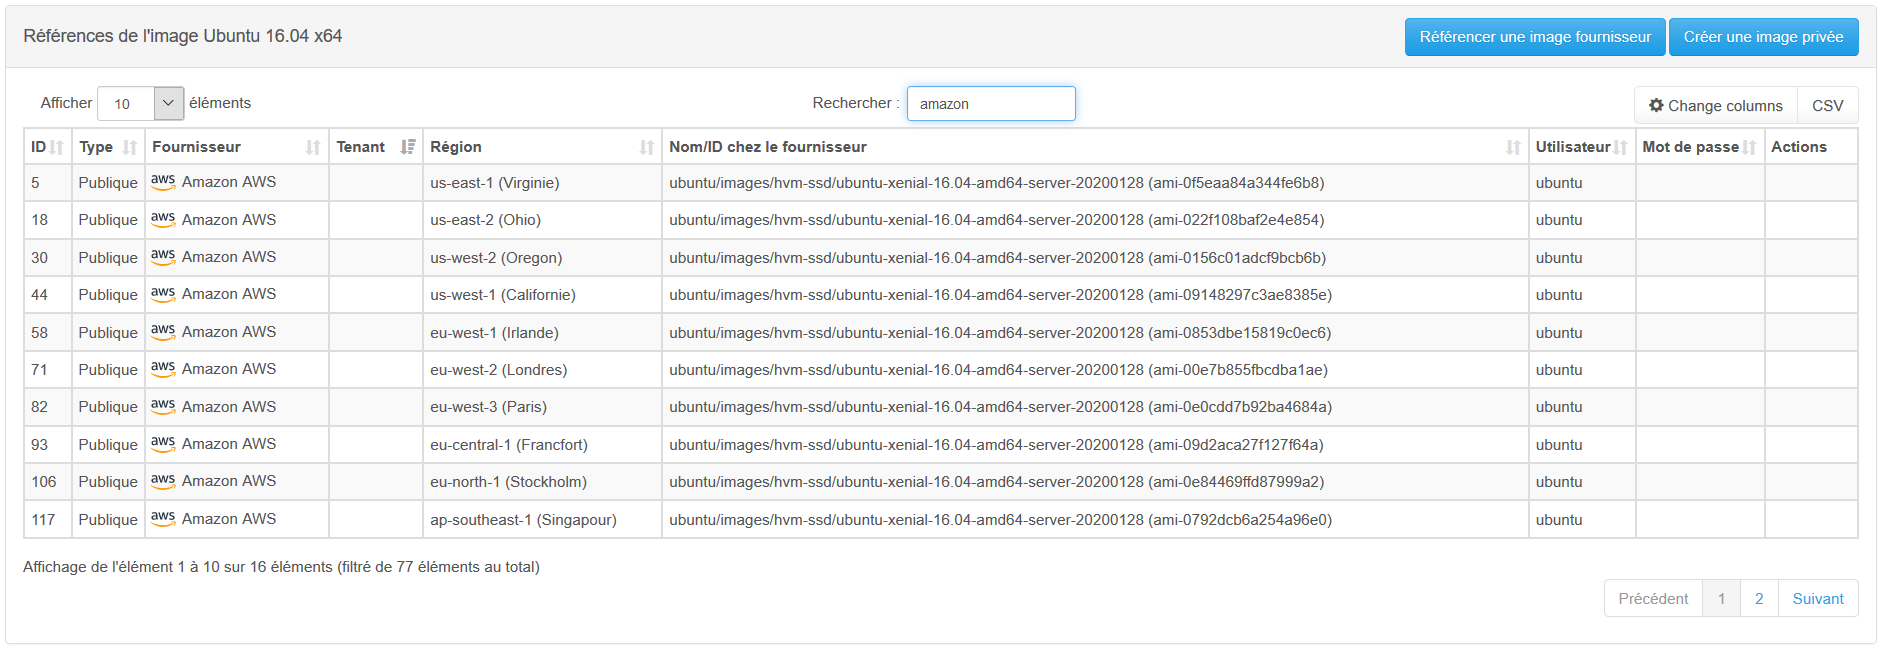 Références de l'image Ubuntu 16.04 x64 Référencer une image fournisseur Créer une image privée
Afficher 10 éléments Rechercher : amazon Change columns CSV
ID Type Fournisseur Tenant Région Nom/ID chez le fournisseur Utilisateur Mot de passe Actions
5 Publique aws Amazon AWS us-east-1 (Virginie) ubuntu/images/hvm-ssd/ubuntu-xenial-16.04-amd64-server-20200128 (ami-0f5eaa84a344fe6b8) ubuntu
18 Publique aws Amazon AWS us-east-2 (Ohio) ubuntu/images/hvm-ssd/ubuntu-xenial-16.04-amd64-server-20200128 (ami-022f108baf2e4e854) ubuntu
30 Publique aws Amazon AWS us-west-2 (Oregon) ubuntu/images/hvm-ssd/ubuntu-xenial-16.04-amd64-server-20200128 (ami-0156c01adcf9bcb6b) ubuntu
44 Publique aws Amazon AWS us-west-1 (Californie) ubuntu/images/hvm-ssd/ubuntu-xenial-16.04-amd64-server-20200128 (ami-09148297c3ae8385e) ubuntu
58 Publique aws Amazon AWS eu-west-1 (Irlande) ubuntu/images/hvm-ssd/ubuntu-xenial-16.04-amd64-server-20200128 (ami-0853dbe15819c0ec6) ubuntu
71 Publique aws Amazon AWS eu-west-2 (Londres) ubuntu/images/hvm-ssd/ubuntu-xenial-16.04-amd64-server-20200128 (ami-00e7b855fbcdba1ae) ubuntu
82 Publique aws Amazon AWS eu-west-3 (Paris) ubuntu/images/hvm-ssd/ubuntu-xenial-16.04-amd64-server-20200128 (ami-0e0cdd7b92ba4684a) ubuntu
93 Publique aws Amazon AWS eu-central-1 (Francfort) ubuntu/images/hvm-ssd/ubuntu-xenial-16.04-amd64-server-20200128 (ami-09d2aca27f127f64a) ubuntu
106 Publique aws Amazon AWS eu-north-1 (Stockholm) ubuntu/images/hvm-ssd/ubuntu-xenial-16.04-amd64-server-20200128 (ami-0e84469ffd87999a2) ubuntu
117 Publique aws Amazon AWS ap-southeast-1 (Singapour) ubuntu/images/hvm-ssd/ubuntu-xenial-16.04-amd64-server-20200128 (ami-0792dcb6a254a96e0) ubuntu
Affichage de l'élément 1 à 10 sur 16 éléments (filtré de 77 éléments au total)
Précédent 1 2 Suivant